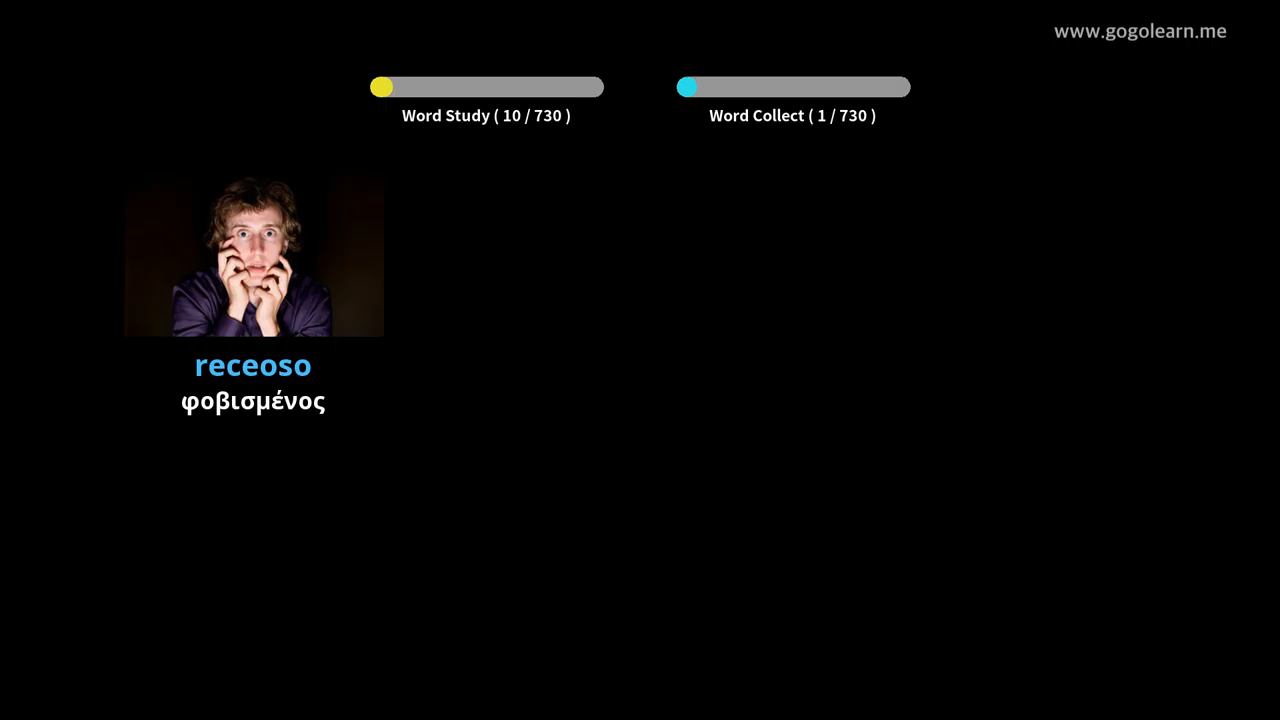 www.gogolearn.me
Word Study ( 10 / 730 )
Word Collect ( 1 / 730 )
receoso
φοβισμένος